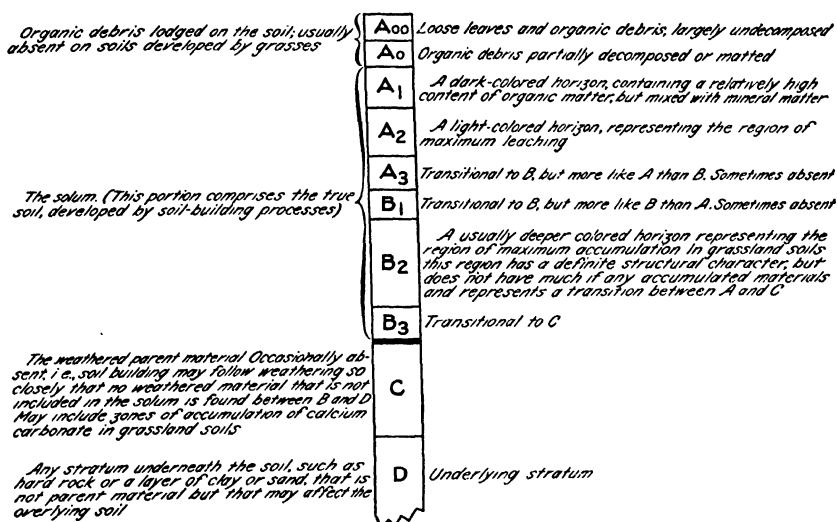 Organic debris lodged on the soil; usually
absent on soils developed by grasses
A00
Loose leaves and organic debris, largely undecomposed
A0
Organic debris partially decomposed or matted
A1
A dark-colored horizon, containing a relatively high
content of organic matter, but mixed with mineral matter
A2
A light-colored horizon, representing the region of
maximum leaching
A3
Transitional to B, but more like A than B. Sometimes absent
The solum. (This portion comprises the true
soil, developed by soil-building processes)
B1
Transitional to B, but more like B than A. Sometimes absent
B2
A usually deeper colored horizon representing the
region of maximum accumulation In grassland soils
this region has a definite structural character, but
does not have much if any accumulated materials
and represents a transition between A and C
B3
Transitional to C
The weathered parent material Occasionally ab-
sent, i e., soil building may follow weathering so
closely that no weathered material that is not
included in the solum is found between B and D
May include zones of accumulation of calcium
carbonate in grassland soils
C
Any stratum underneath the soil, such as
hard rock or a layer of clay or sand, that is
not parent material but that may affect the
overlying soil
D
Underlying stratum